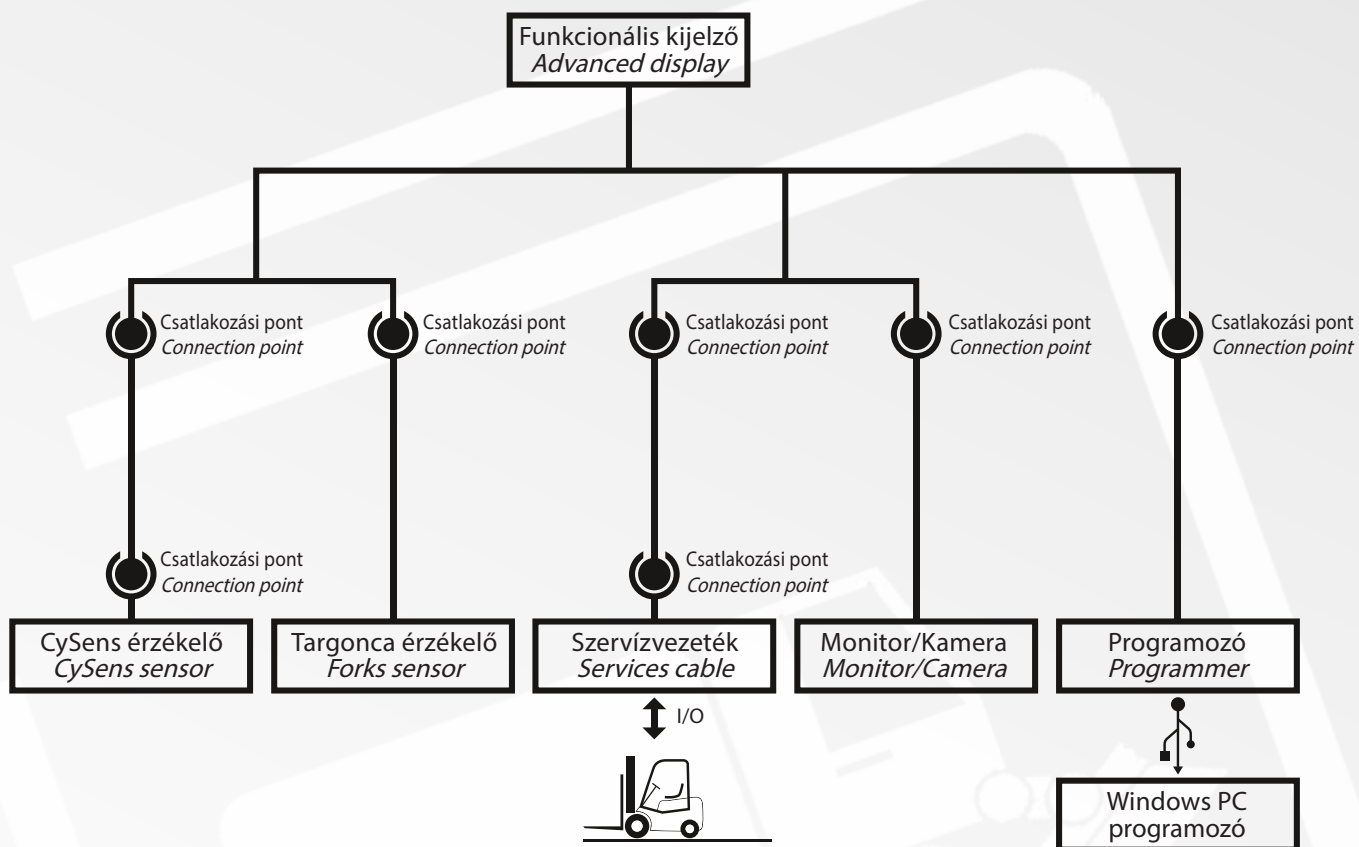 Funkcionális kijelző
Advanced display
Csatlakozási pont
Connection point
Csatlakozási pont
Connection point
Csatlakozási pont
Connection point
Csatlakozási pont
Connection point
Csatlakozási pont
Connection point
Csatlakozási pont
Connection point
Csatlakozási pont
Connection point
CySens érzékelő
CySens sensor
Targonca érzékelő
Forks sensor
Szervízvezeték
Services cable
Monitor/Kamera
Monitor/Camera
Programozó
Programmer
I/O
Windows PC
programozó